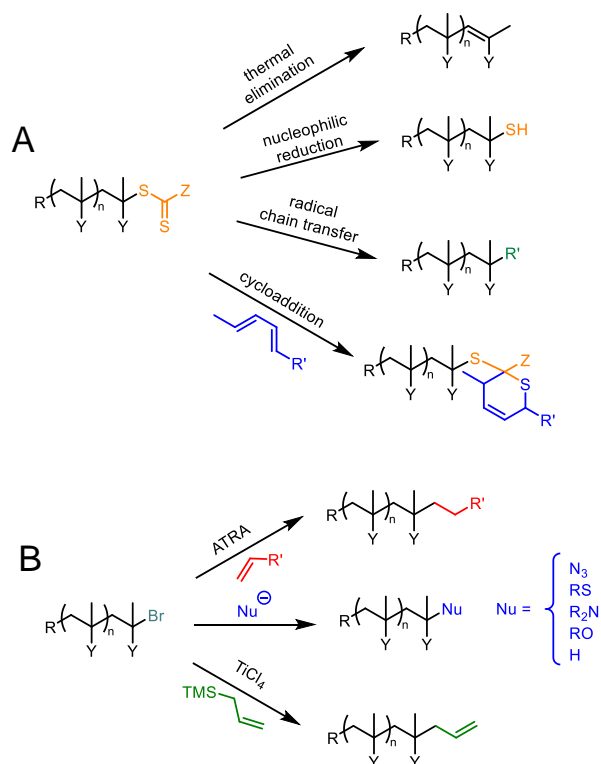 A
R
n
Y
Y
S
Z
S
thermal
elimination
R
n
Y
Y
nucleophilic
reduction
R
n
Y
Y
SH
radical
chain transfer
R
n
Y
Y
R'
cycloaddition
R'
R
n
Y
Y
S
Z
S
R'
B
R
n
Y
Y
Br
ATRA
R'
R
n
Y
Y
R'
Nu⊖
R
n
Y
Y
Nu
Nu =
N₃
RS
R₂N
RO
H
TiCl₄
TMS
R
n
Y
Y